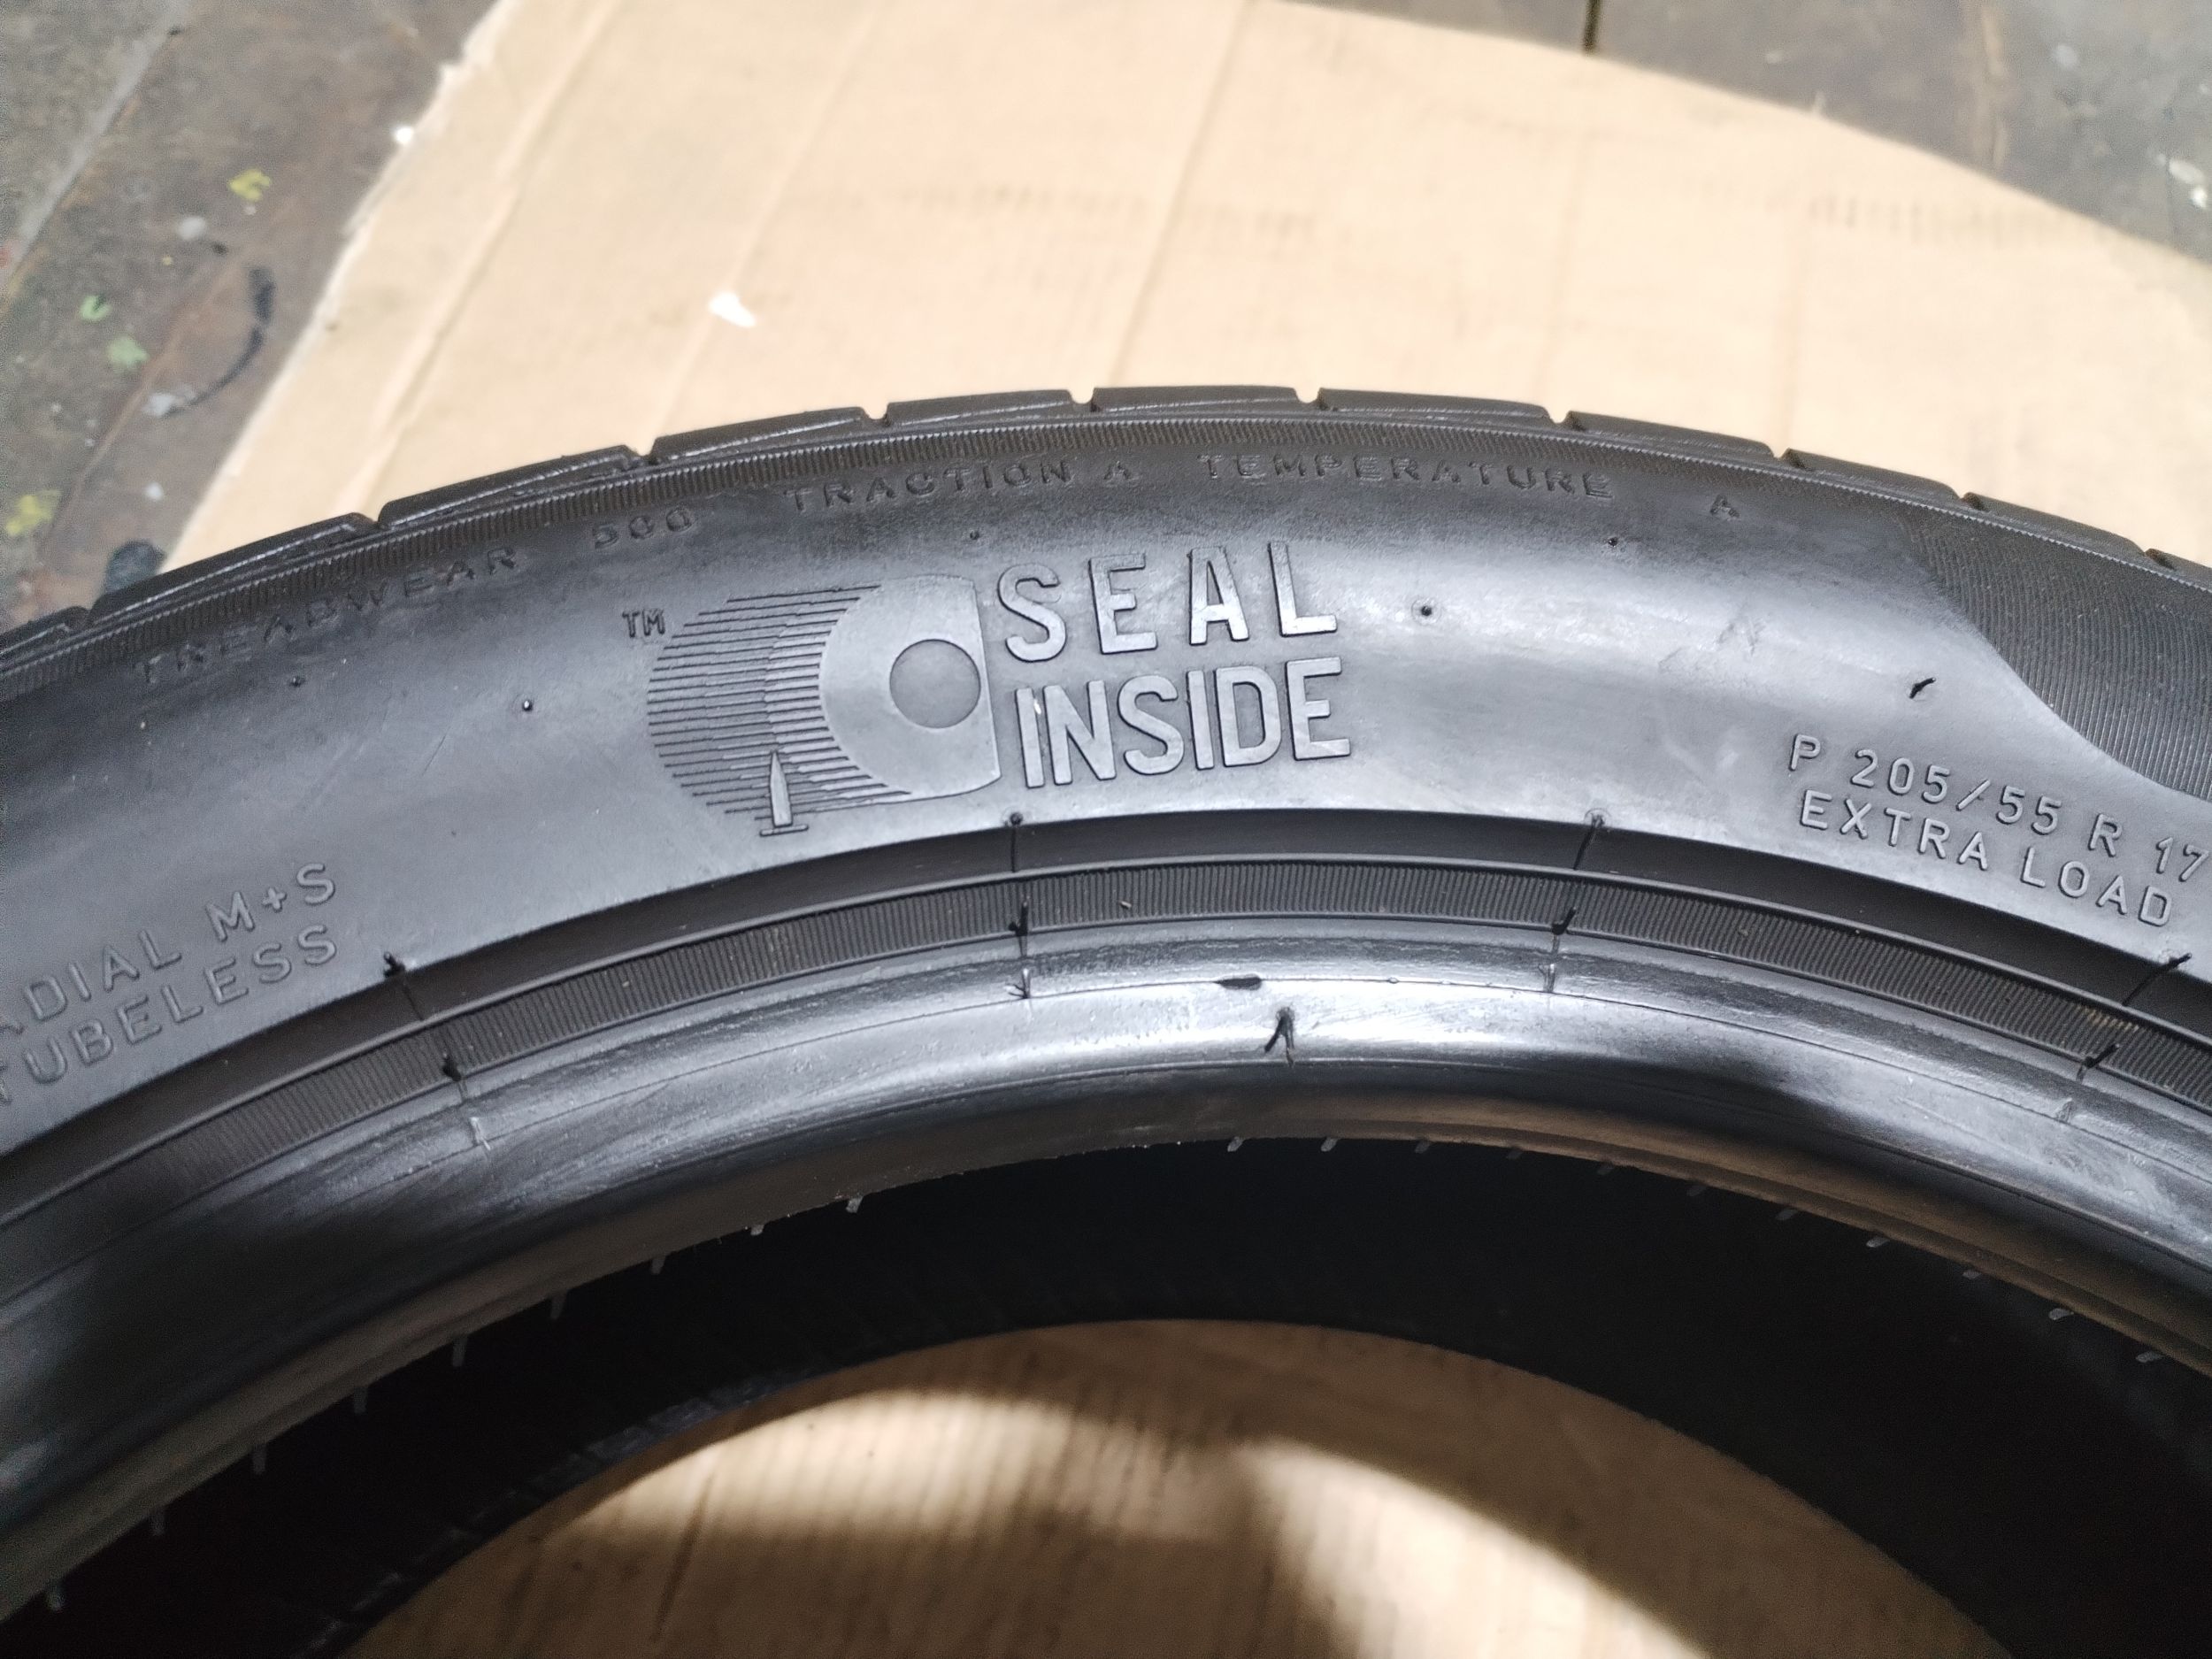 TREADWEAR 500 TRACTION A TEMPERATURE A
TM
SEAL
INSIDE
P 205/55 R 17
EXTRA LOAD
ADIAL M+S
TUBELESS